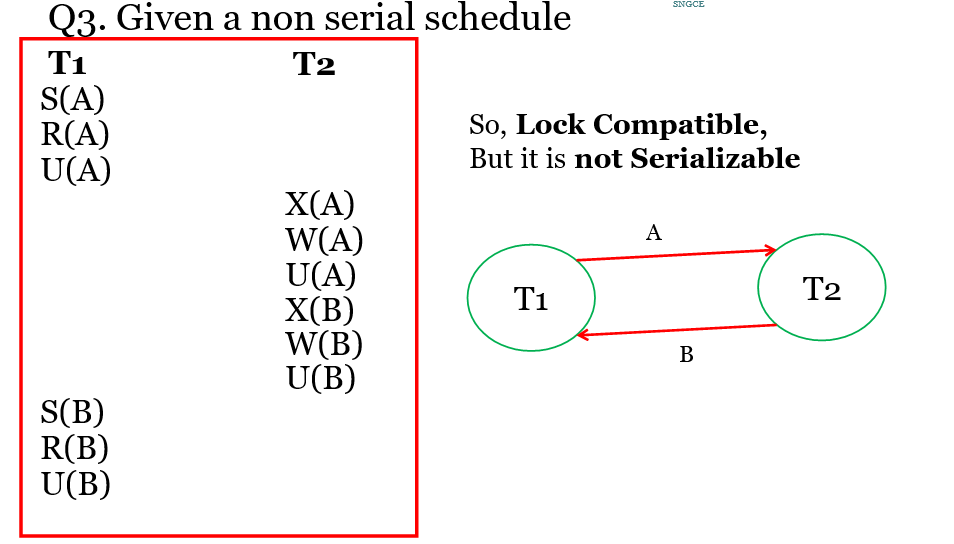 SNGCE
Q3. Given a non serial schedule
T1 T2
S(A)
R(A)
U(A)
X(A)
W(A)
U(A)
X(B)
W(B)
U(B)
S(B)
R(B)
U(B)
So, Lock Compatible,
But it is not Serializable
A
T1
T2
B